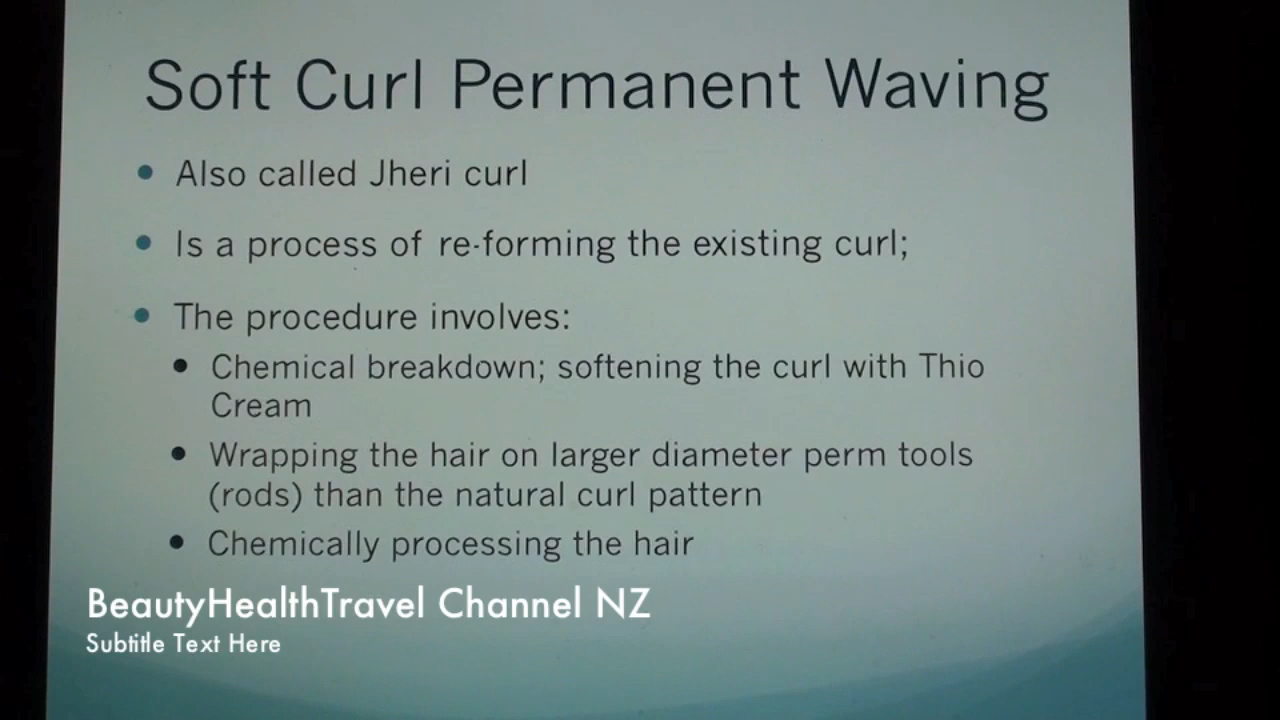 Soft Curl Permanent Waving
Also called Jheri curl
Is a process of re-forming the existing curl;
The procedure involves:
Chemical breakdown; softening the curl with Thio
Cream
Wrapping the hair on larger diameter perm tools
(rods) than the natural curl pattern
Chemically processing the hair
BeautyHealthTravel Channel NZ
Subtitle Text Here